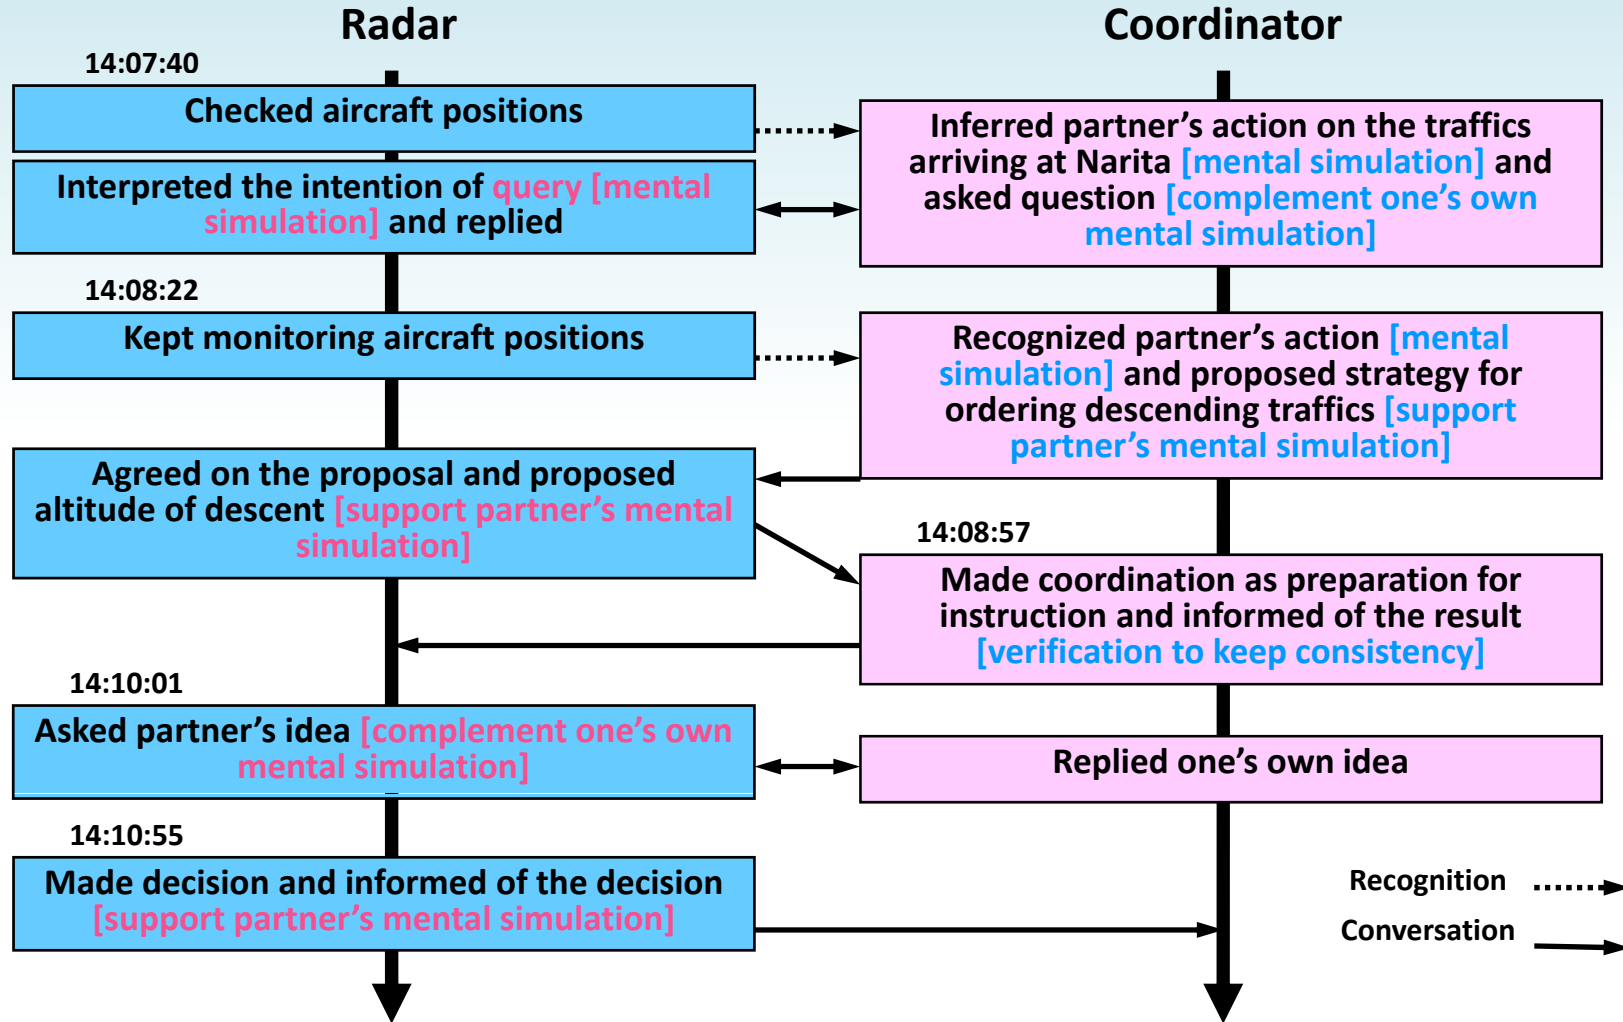 Radar
Coordinator
14:07:40
Checked aircraft positions
Inferred partner’s action on the traffics
arriving at Narita [mental simulation] and
asked question [complement one’s own
mental simulation]
Interpreted the intention of query [mental
simulation] and replied
14:08:22
Kept monitoring aircraft positions
Recognized partner’s action [mental
simulation] and proposed strategy for
ordering descending traffics [support
partner’s mental simulation]
Agreed on the proposal and proposed
altitude of descent [support partner’s mental
simulation]
14:08:57
Made coordination as preparation for
instruction and informed of the result
[verification to keep consistency]
14:10:01
Asked partner’s idea [complement one’s own
mental simulation]
Replied one’s own idea
14:10:55
Made decision and informed of the decision
[support partner’s mental simulation]
Recognition
Conversation